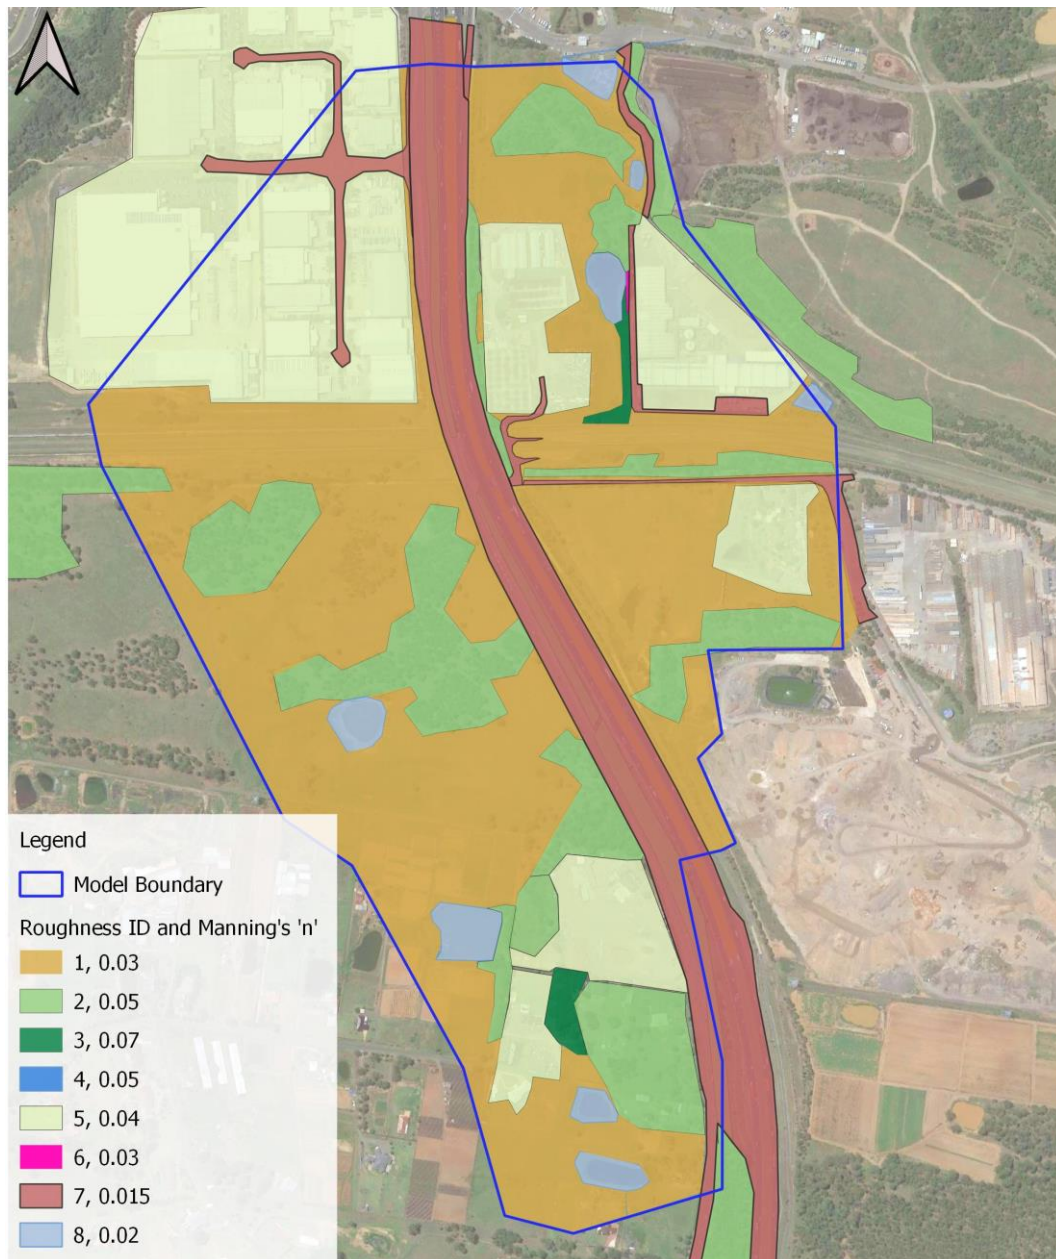 Legend
Model Boundary
Roughness ID and Manning's 'n'
1, 0.03
2, 0.05
3, 0.07
4, 0.05
5, 0.04
6, 0.03
7, 0.015
8, 0.02